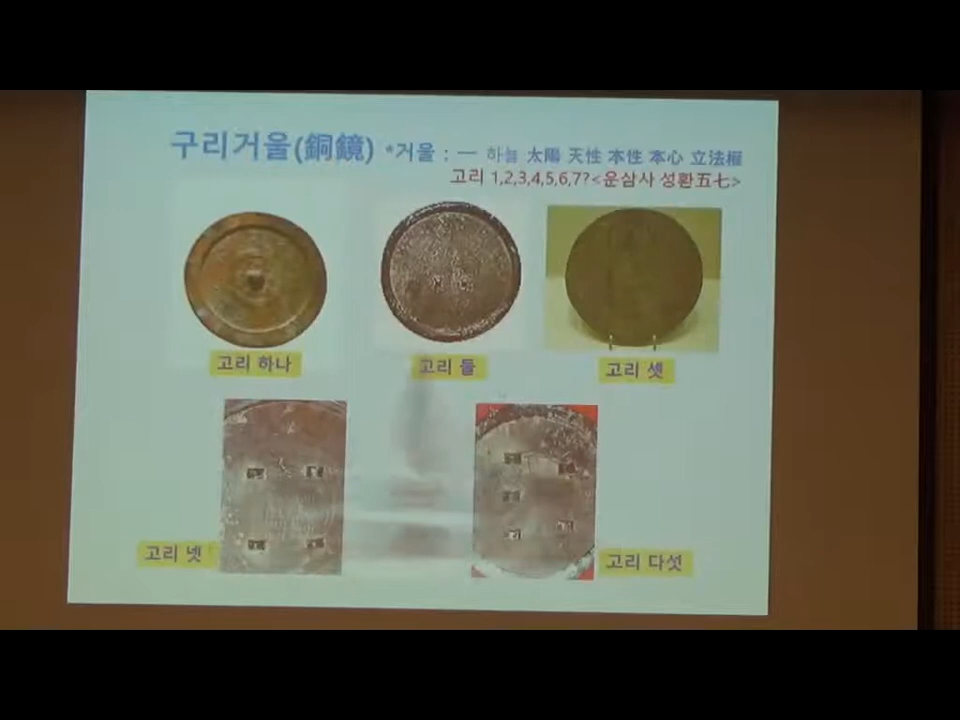 구리거울(銅鏡) *거울 : 一 하늘 太陽 天性 本性 本心 立法權
고리 1,2,3,4,5,6,7?<운삼사 성환五七>
고리 하나
고리 둘
고리 셋
고리 넷
고리 다섯